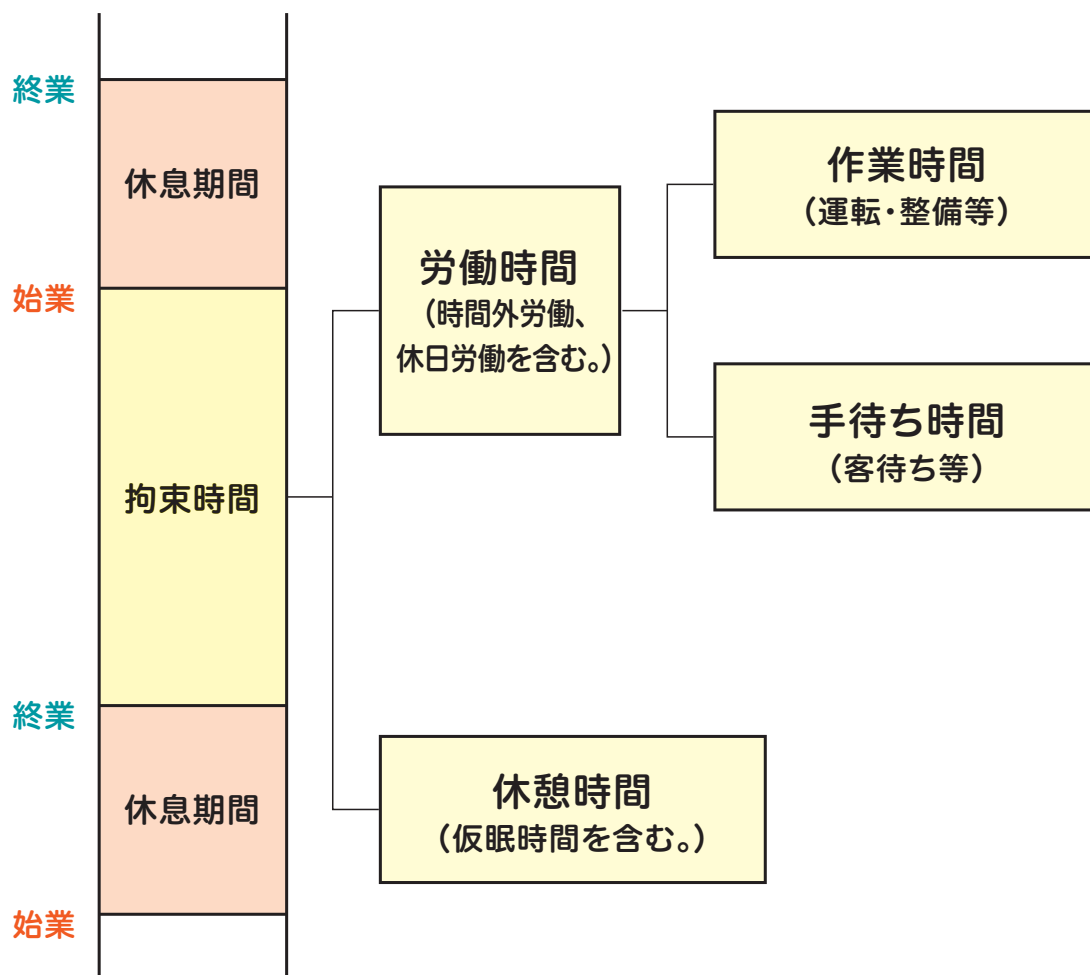 終業
休息期間
始業
拘束時間
終業
休息期間
始業
労働時間
（時間外労働、
休日労働を含む。）
作業時間
（運転・整備等）
手待ち時間
（客待ち等）
休憩時間
（仮眠時間を含む。）